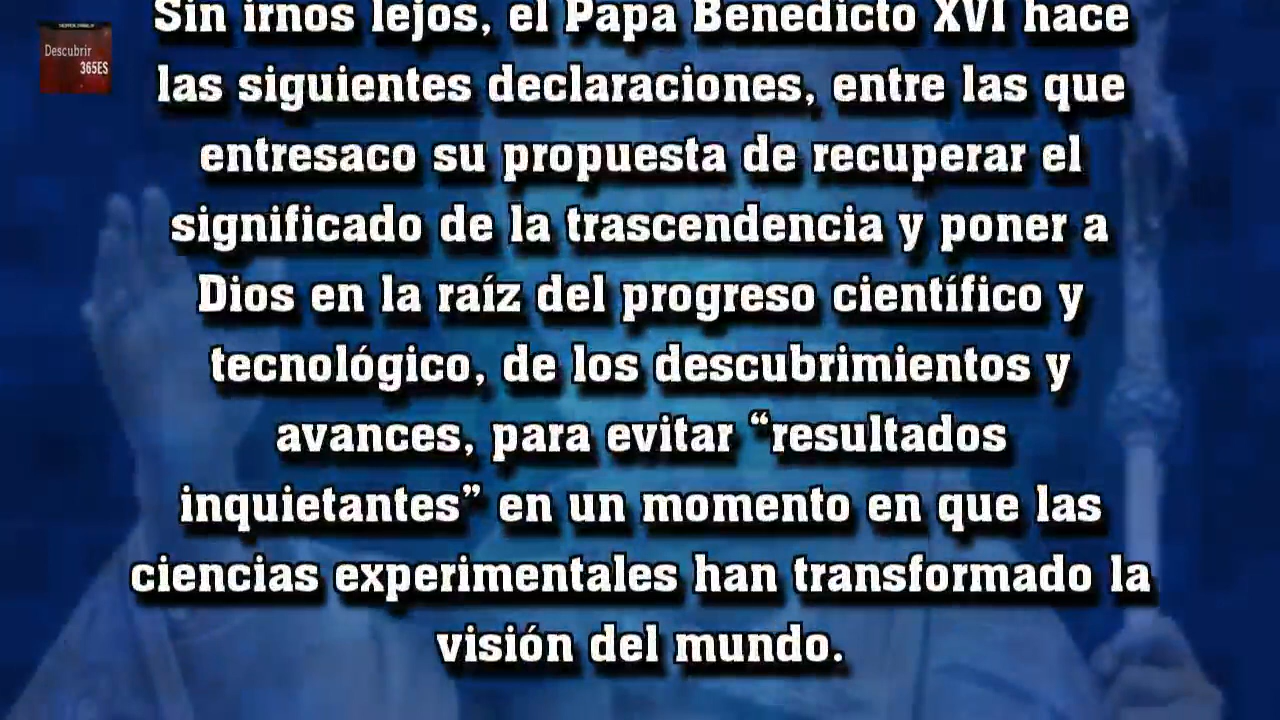 Descubrir
365ES
Sin irnos lejos, el Papa Benedicto XVI hace
las siguientes declaraciones, entre las que
entresaco su propuesta de recuperar el
significado de la trascendencia y poner a
Dios en la raíz del progreso científico y
tecnológico, de los descubrimientos y
avances, para evitar “resultados
inquietantes” en un momento en que las
ciencias experimentales han transformado la
visión del mundo.